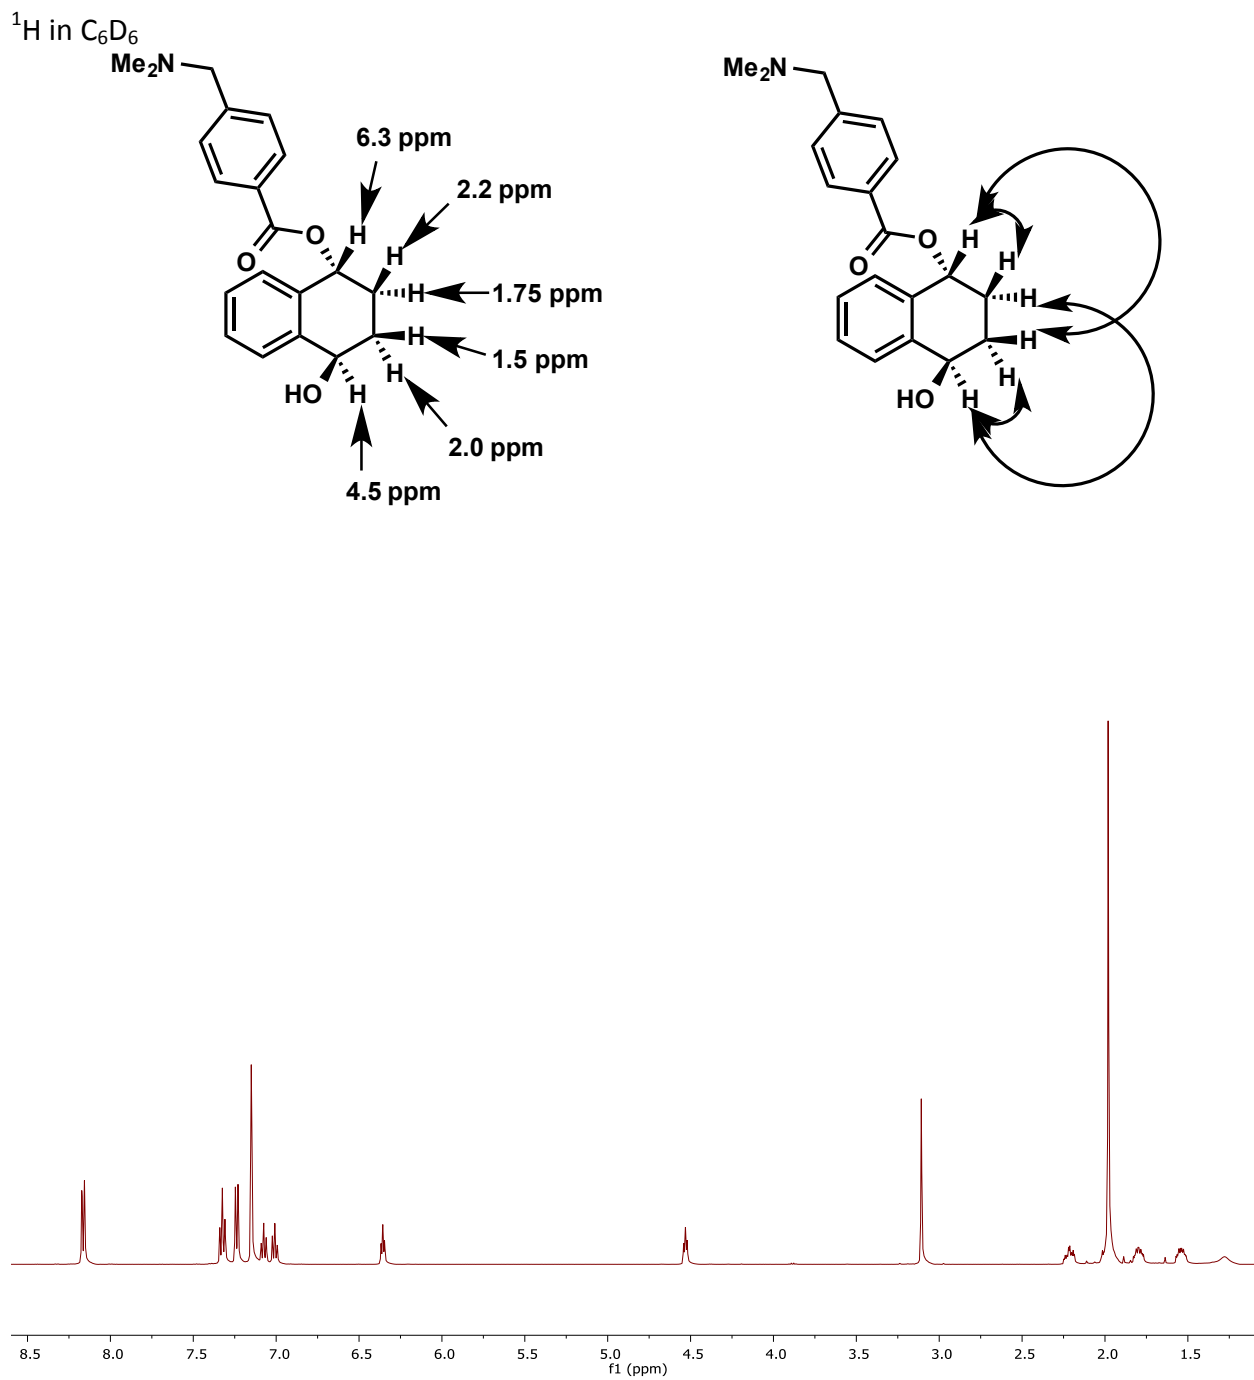 ¹H in C₆D₆
Me₂N
Me₂N
6.3 ppm
2.2 ppm
O
H
O
H
O
H
O
H
H
1.75 ppm
H
H
1.5 ppm
H
H
H
HO
H
HO
H
2.0 ppm
4.5 ppm
8.5 8.0 7.5 7.0 6.5 6.0 5.5 5.0 4.5 4.0 3.5 3.0 2.5 2.0 1.5
f1 (ppm)